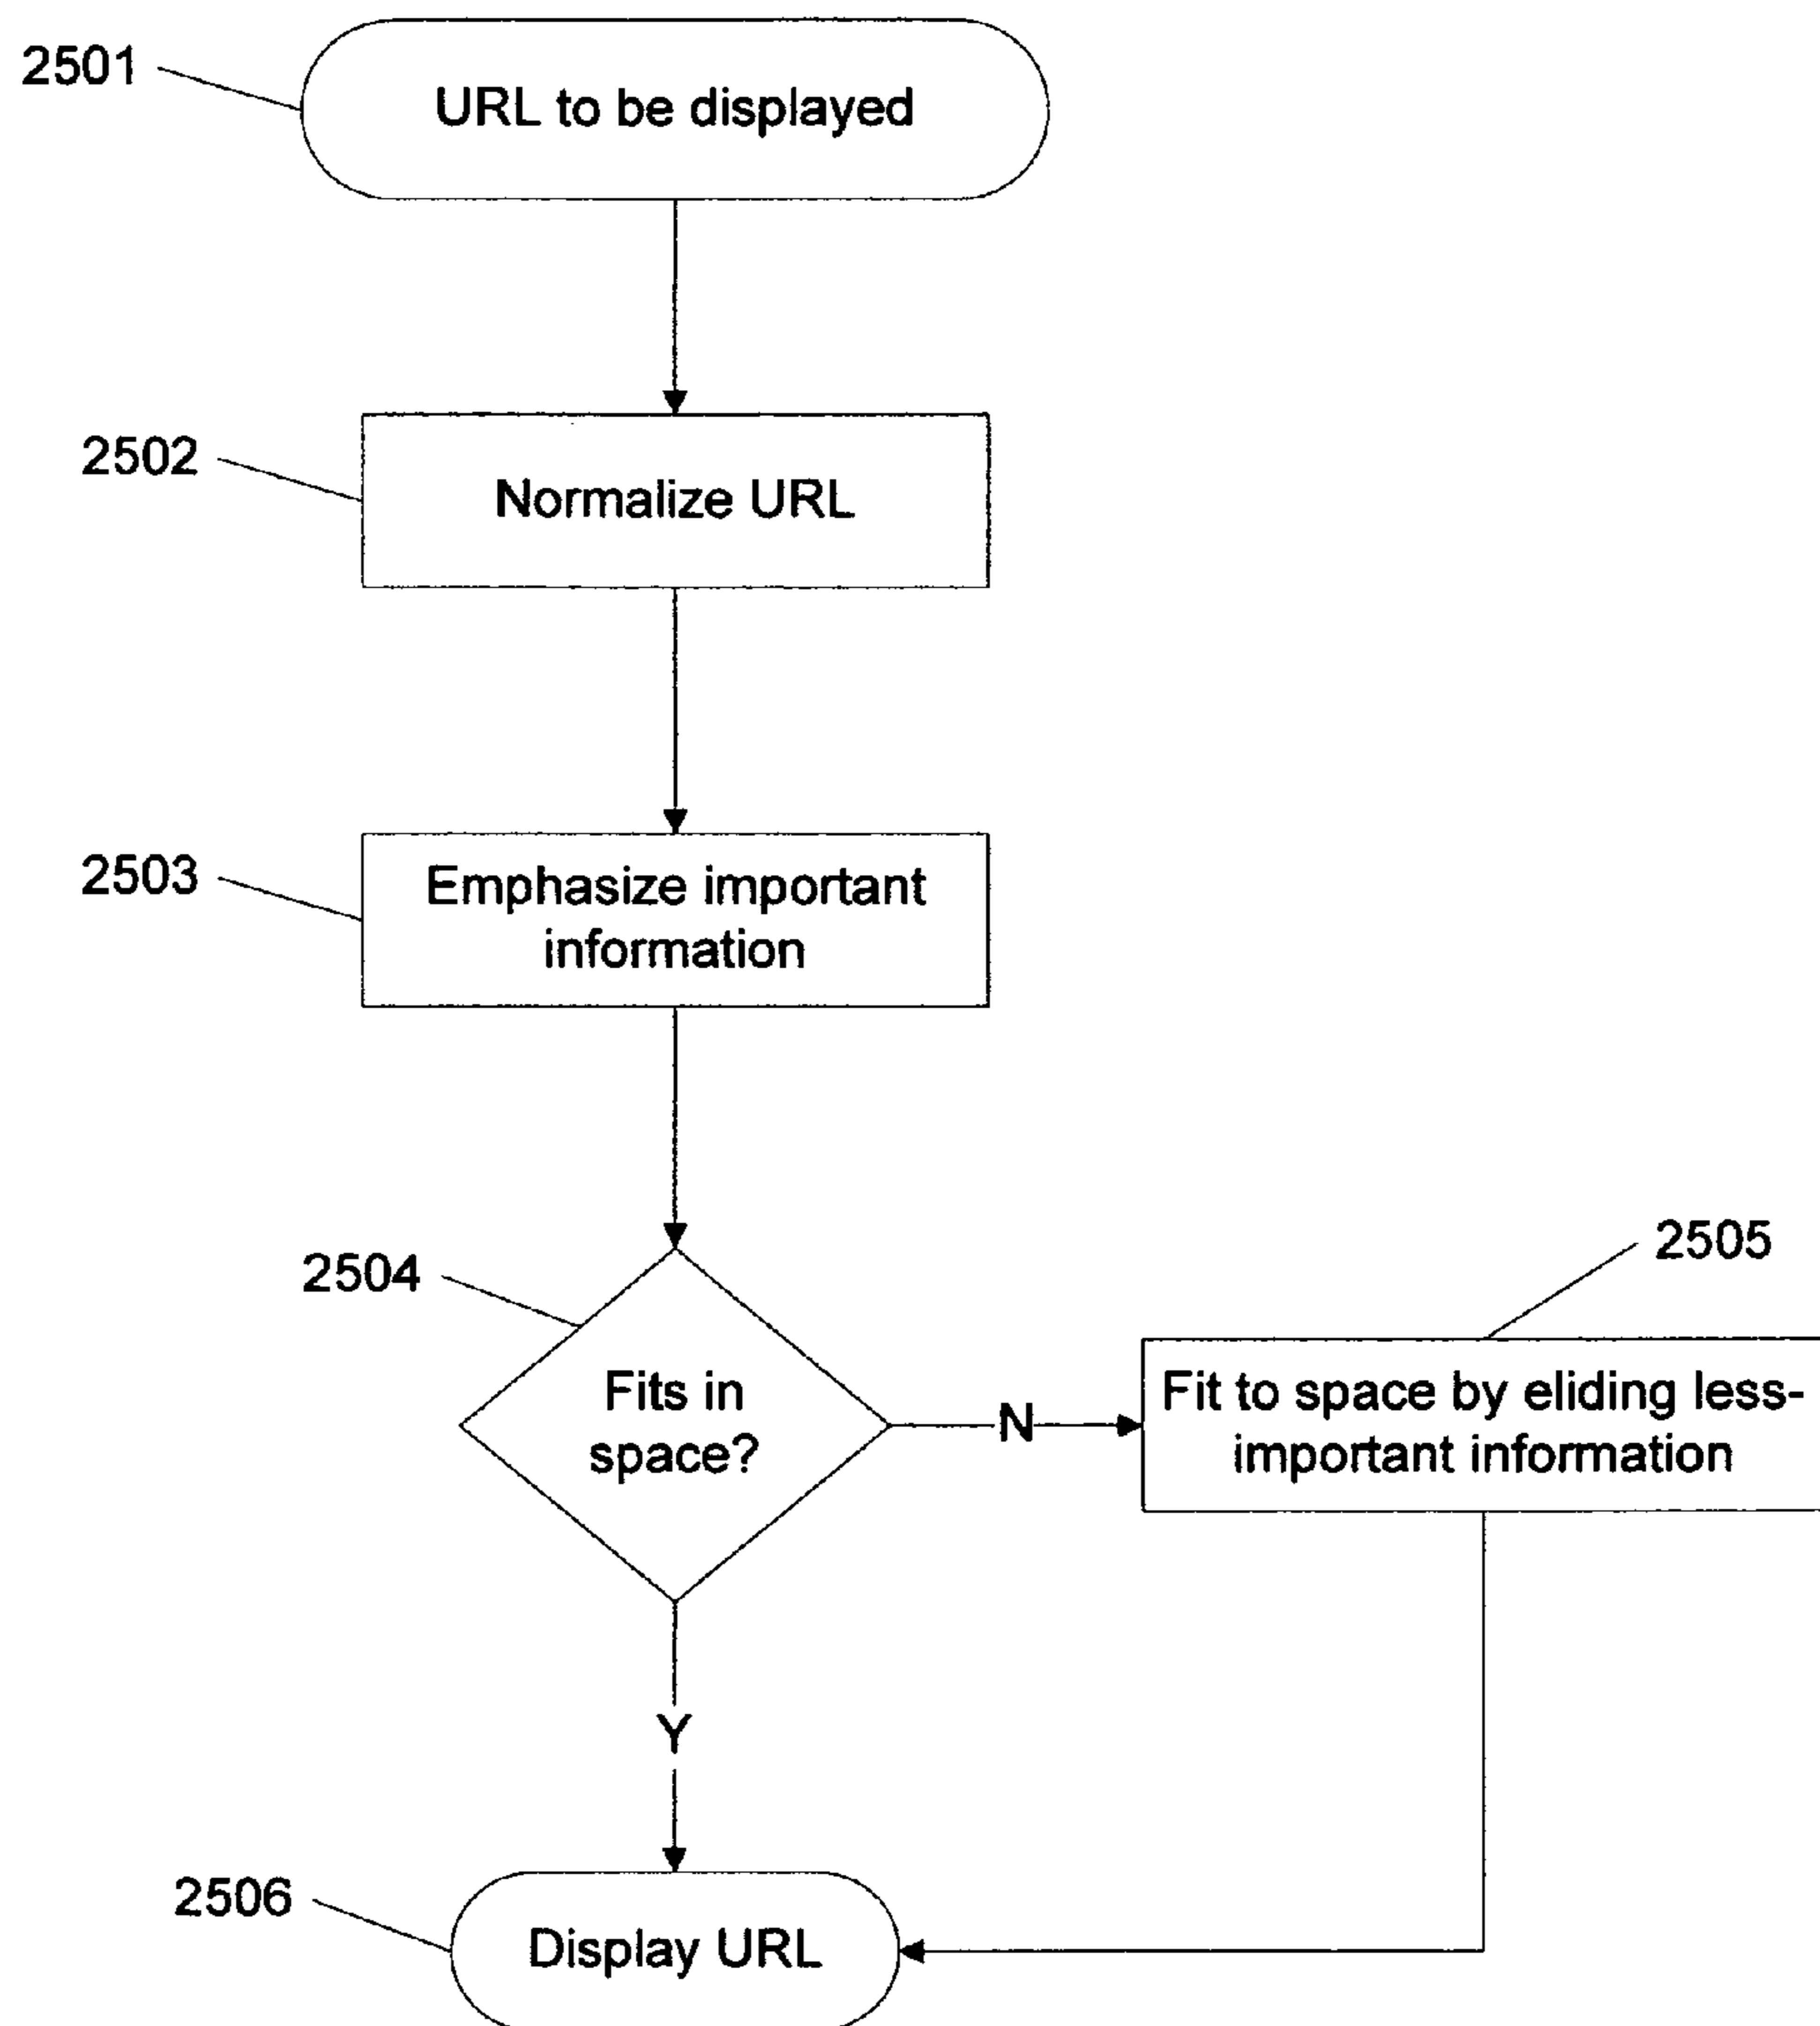 2501
URL to be displayed
2502
Normalize URL
2503
Emphasize important
information
2504
Fits in
space?
N
2505
Fit to space by eliding less-
important information
Y
2506
Display URL